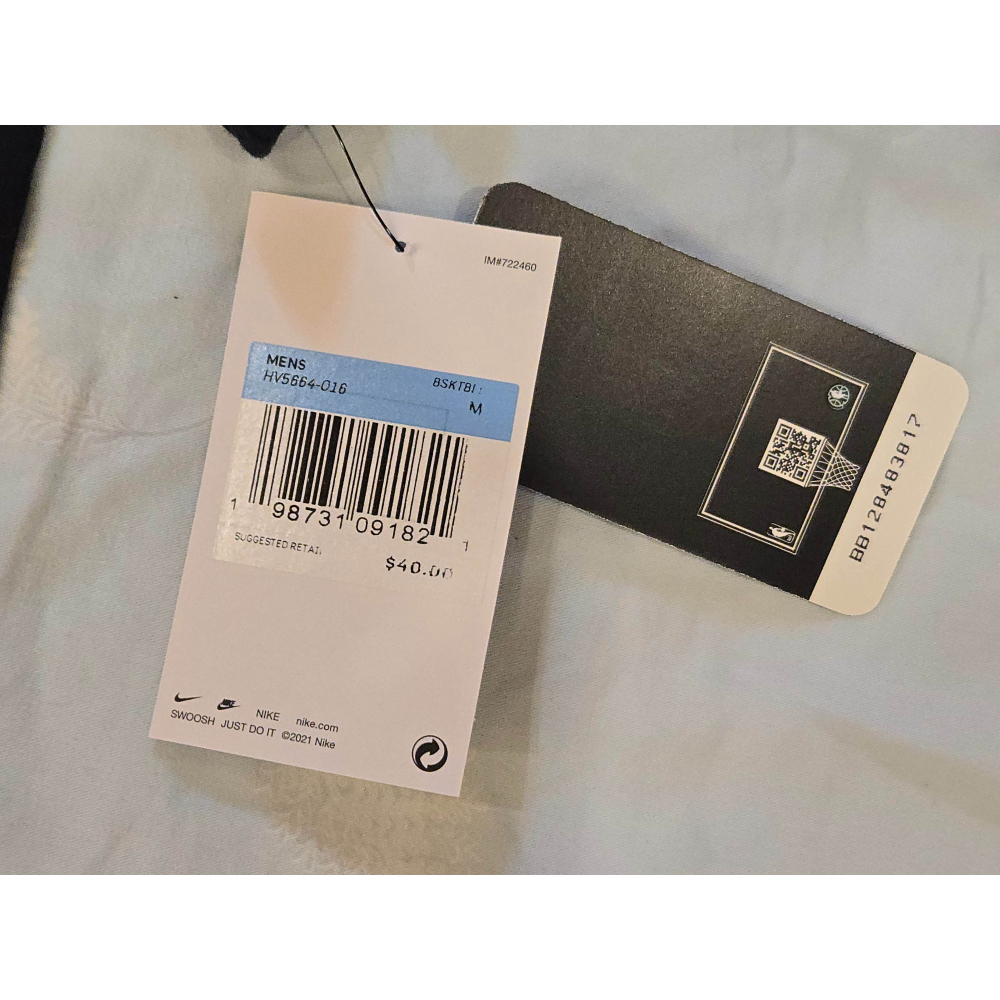 IM#722460
MENS
HV5664-016
M
1 98731 09182 1
SUGGESTED RETAIL
$40.00
NIKE nike.com
SWOOSH JUST DO IT ©2021 Nike
BB128483817